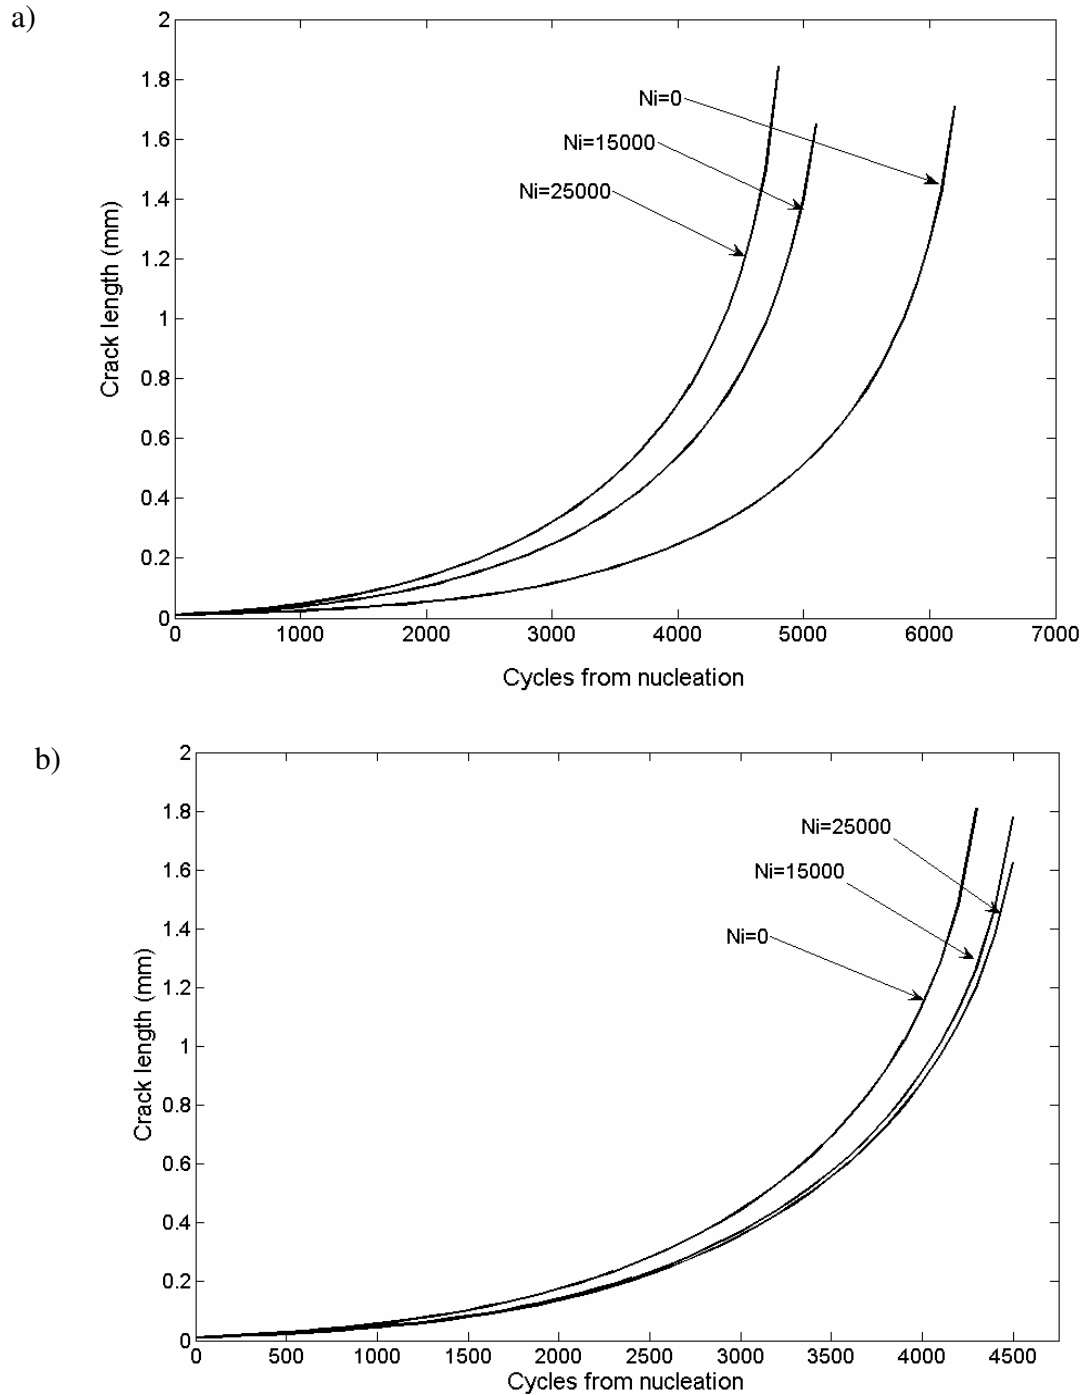 a)
2
1.8
1.6
1.4
1.2
1
0.8
0.6
0.4
0.2
0
Crack length (mm)
Ni=0
Ni=15000
Ni=25000
0 1000 2000 3000 4000 5000 6000 7000
Cycles from nucleation
b)
2
1.8
1.6
1.4
1.2
1
0.8
0.6
0.4
0.2
0
Crack length (mm)
Ni=25000
Ni=15000
Ni=0
0 500 1000 1500 2000 2500 3000 3500 4000 4500
Cycles from nucleation